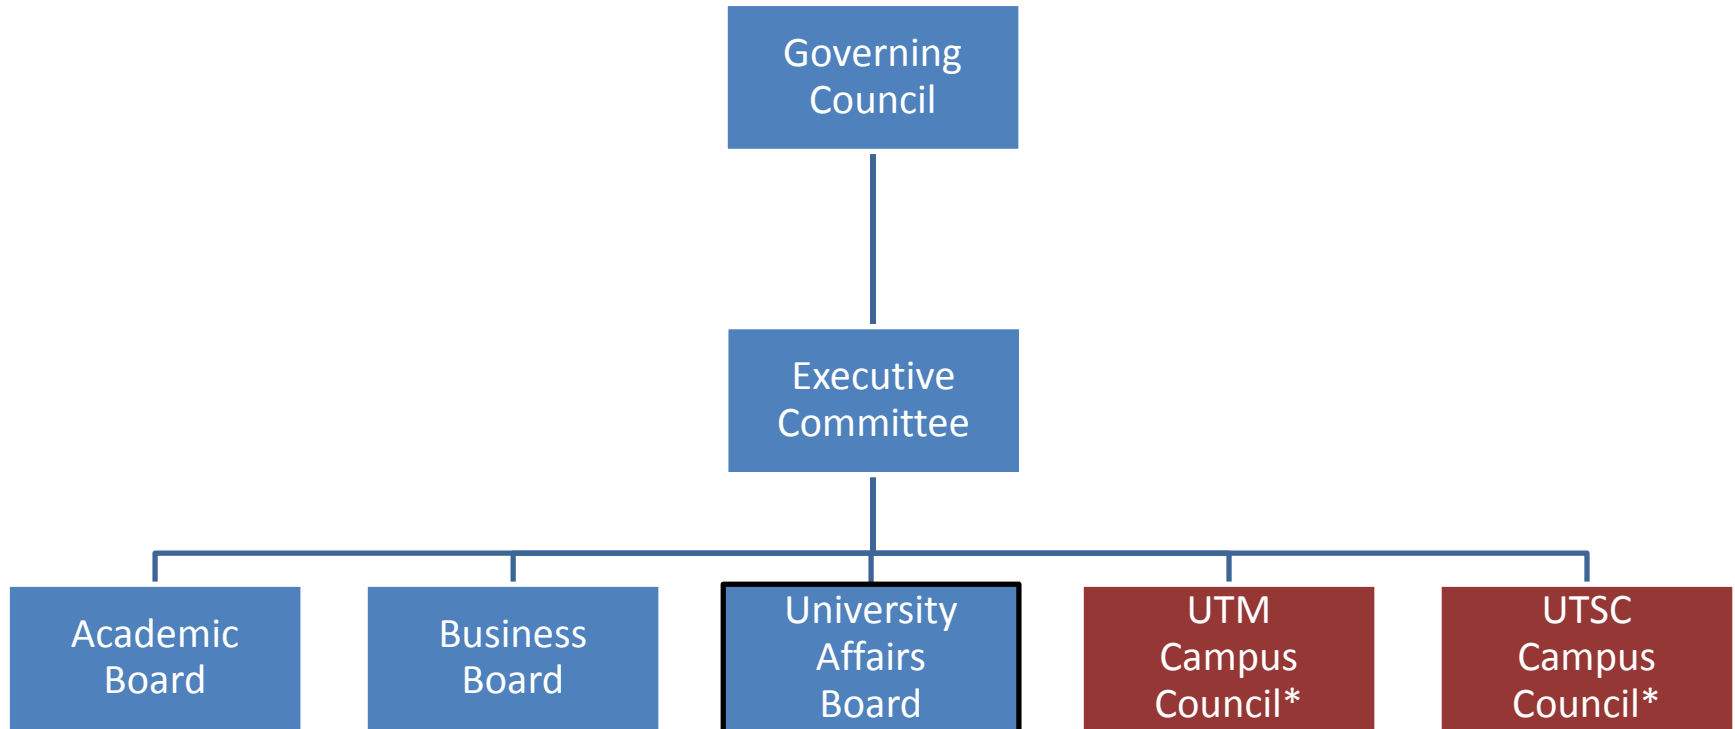 Governing
Council
Executive
Committee
Academic
Board
Business
Board
University
Affairs
Board
UTM
Campus
Council*
UTSC
Campus
Council*